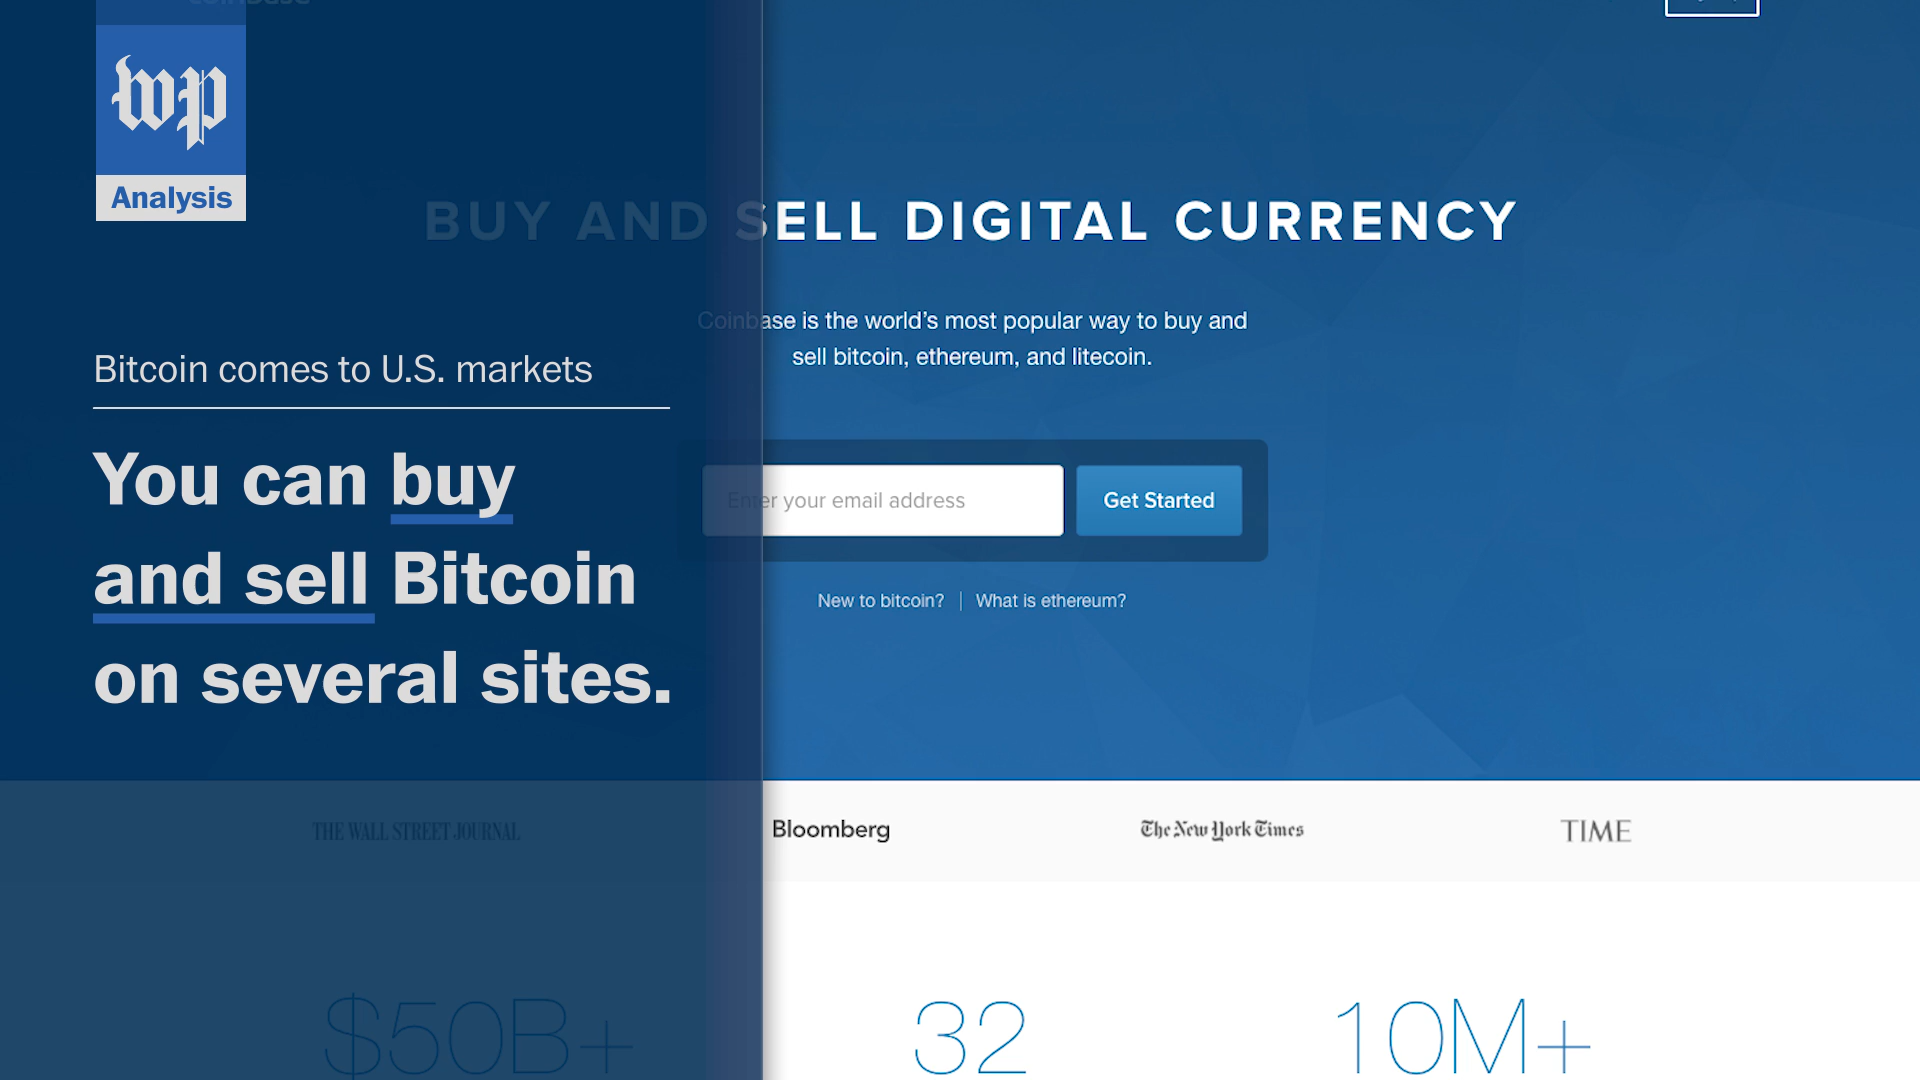 coinbase
wp
Analysis
BUY AND SELL DIGITAL CURRENCY
Coinbase is the world's most popular way to buy and
sell bitcoin, ethereum, and litecoin.
Bitcoin comes to U.S. markets
You can buy
and sell Bitcoin
on several sites.
Enter your email address
Get Started
New to bitcoin? | What is ethereum?
THE WALL STREET JOURNAL
Bloomberg
The New York Times
TIME
$50B+
32
10M+